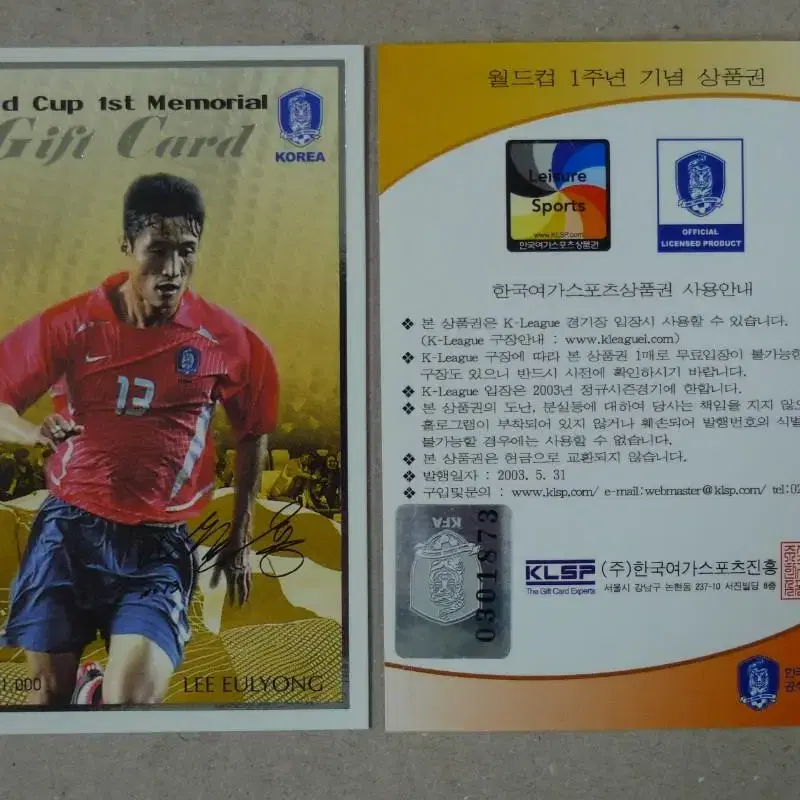 d Cup 1st Memorial
Gift Card
KOREA
13
1,000
LEE EULYONG
월드컵 1주년 기념 상품권
Leisure
Sports
www.KLSP.com
한국여가스포츠상품권
OFFICIAL
LICENSED PRODUCT
한국여가스포츠상품권 사용안내
❖ 본 상품권은 K-League 경기장 입장시 사용할 수 있습니다.
(K-League 구장안내 : www.kleaguei.com)
❖ K-League 구장에 따라 본 상품권 1매로 무료입장이 불가능한
구장도 있으니 반드시 사전에 확인하시기 바랍니다.
❖ K-League 입장은 2003년 정규시즌경기에 한합니다.
❖ 본 상품권의 도난, 분실등에 대하여 당사는 책임을 지지 않으
홀로그램이 부착되어 있지 않거나 훼손되어 발행번호의 식별
불가능할 경우에는 사용할 수 없습니다.
❖ 본 상품권은 현금으로 교환되지 않습니다.
❖ 발행일자 : 2003. 5. 31
❖ 구입및문의 : www.klsp.com/ e-mail:webmaster@klsp.com/ tel:02
KFA
0301873
KLSP (주)한국여가스포츠진흥
The Gift Card Experts 서울시 강남구 논현동 237-10 서진빌딩 8층